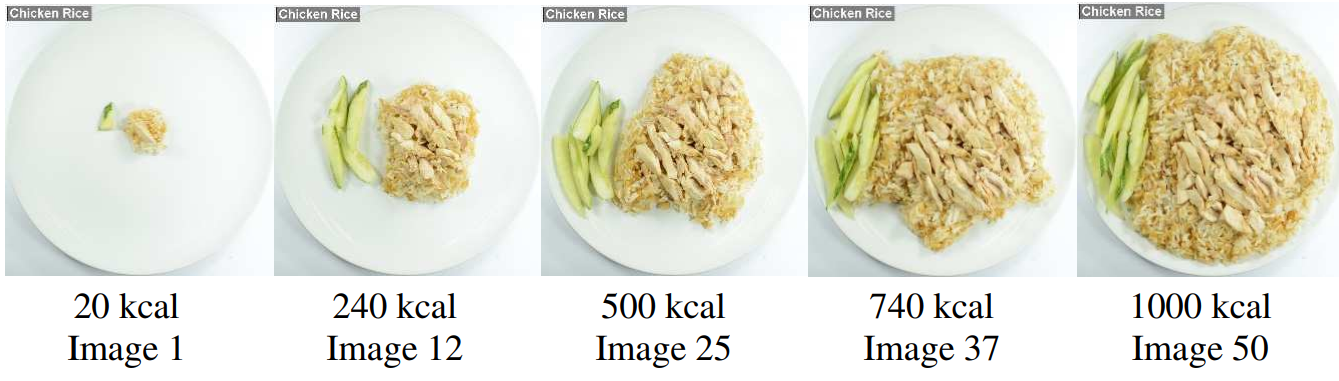 Chicken Rice
Chicken Rice
Chicken Rice
Chicken Rice
Chicken Rice
20 kcal
240 kcal
500 kcal
740 kcal
1000 kcal
Image 1
Image 12
Image 25
Image 37
Image 50